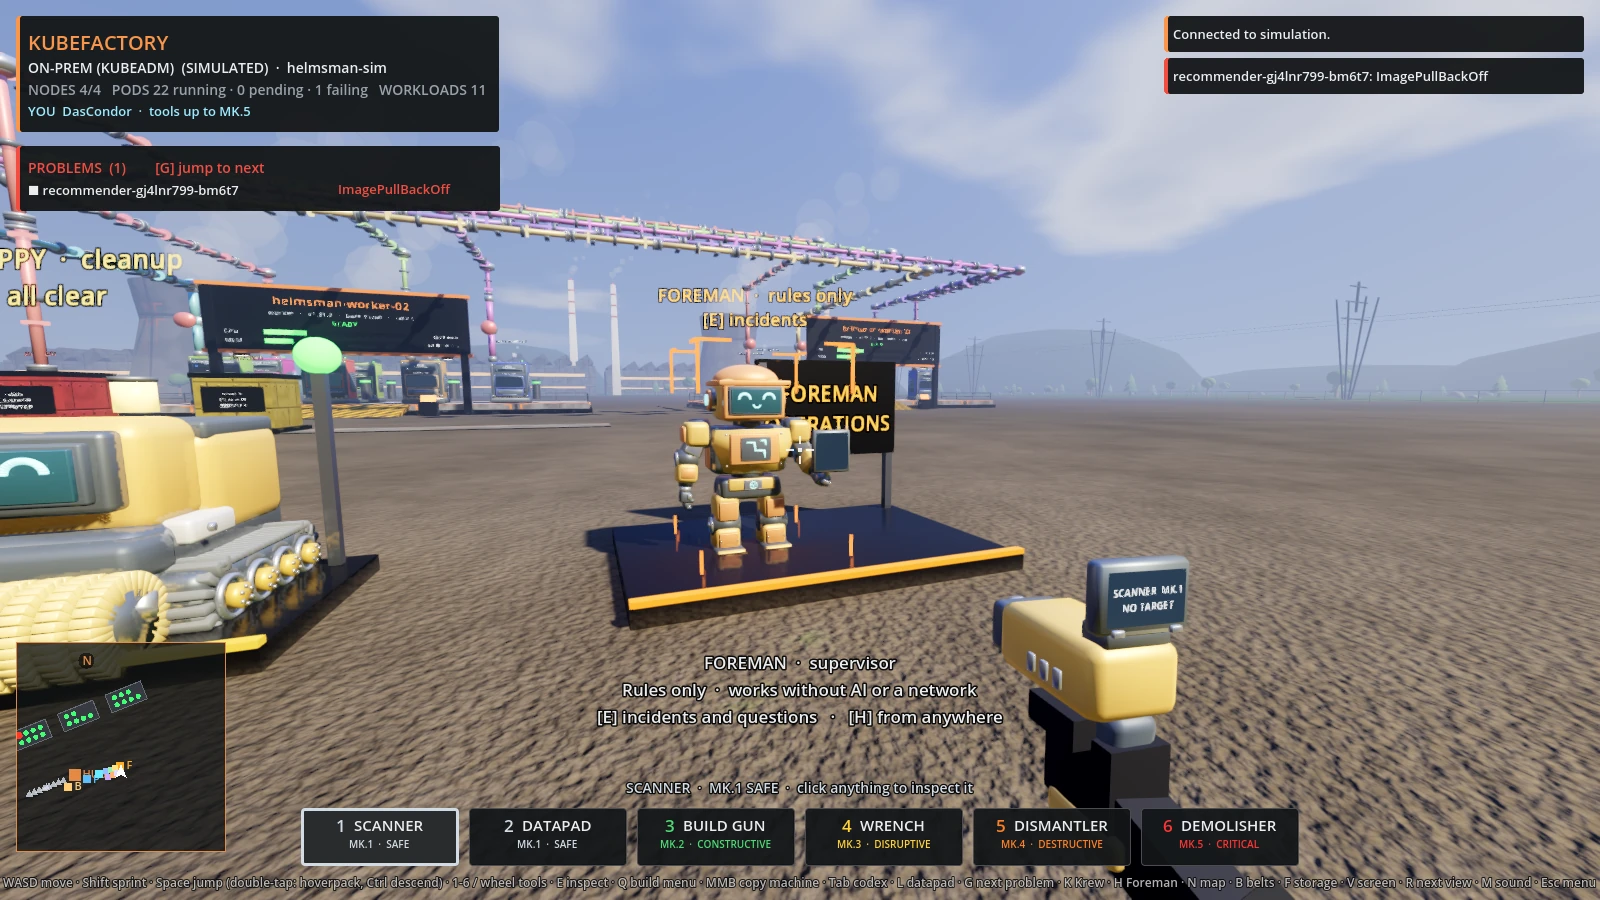 KUBEFACTORY
ON-PREM (KUBEADM) (SIMULATED) · helmsman-sim
NODES 4/4 PODS 22 running · 0 pending · 1 failing WORKLOADS 11
YOU DasCondor · tools up to MK.5
PROBLEMS (1) [G] jump to next
■ recommender-gj4lnr799-bm6t7 ImagePullBackOff
Connected to simulation.
recommender-gj4lnr799-bm6t7: ImagePullBackOff
PPY · cleanup
all clear
helmsman-worker-02
READY
FOREMAN · rules only
[E] incidents
FOREMAN
RATIONS
SCANNER MK.1
NO TARGET
N
F
B
FOREMAN · supervisor
Rules only · works without AI or a network
[E] incidents and questions · [H] from anywhere
SCANNER · MK.1 SAFE · click anything to inspect it
1 SCANNER
MK.1 · SAFE
2 DATAPAD
MK.1 · SAFE
3 BUILD GUN
MK.2 · CONSTRUCTIVE
4 WRENCH
MK.3 · DISRUPTIVE
5 DISMANTLER
MK.4 · DESTRUCTIVE
6 DEMOLISHER
MK.5 · CRITICAL
WASD move · Shift sprint · Space jump (double-tap: hoverpack, Ctrl descend) · 1-6 / wheel tools · E inspect · Q build menu · MMB copy machine · Tab codex · L datapad · G next problem · K Krew · H Foreman · N map · B belts · F storage · V screen · R next view · M sound · Esc menu